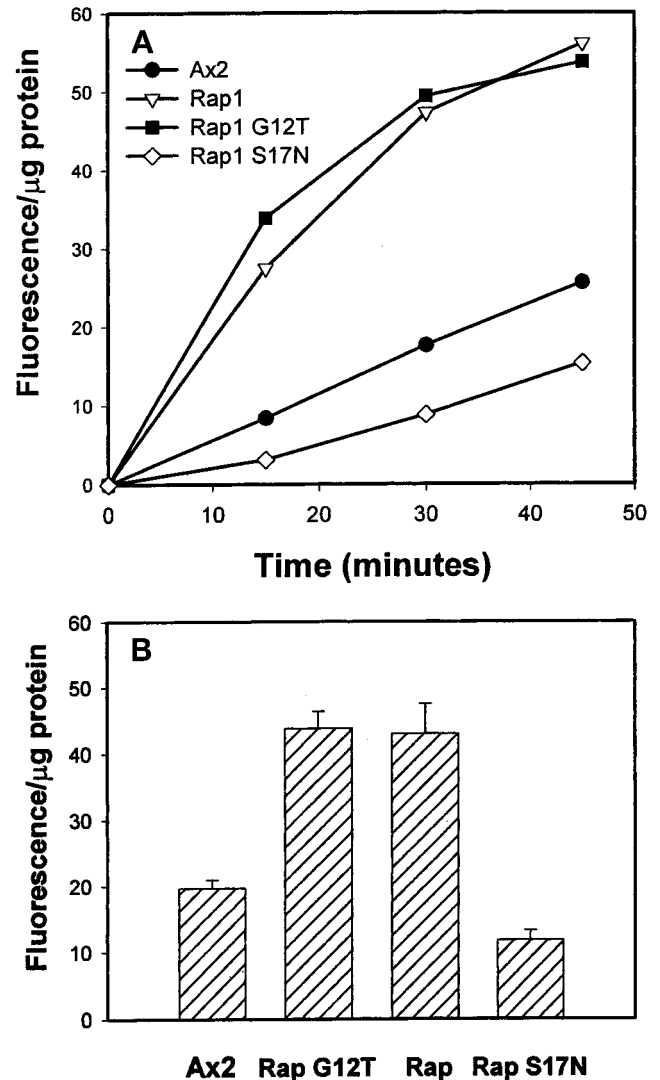 60
A
Ax2
50
Rap1
Rap1 G12T
Rap1 S17N
40
30
20
10
0
Fluorescence/μg protein
0 10 20 30 40 50
Time (minutes)
60
B
50
40
30
20
10
0
Fluorescence/μg protein
Ax2 Rap G12T Rap Rap S17N